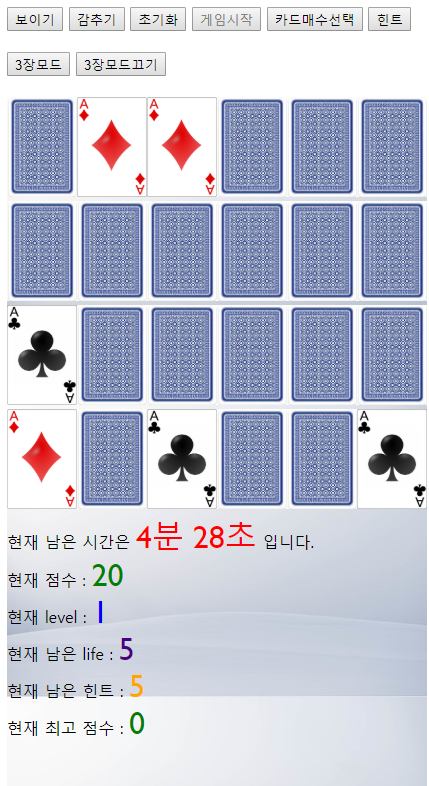 보이기 감추기 초기화 게임시작 카드매수선택 힌트
3장모드 3장모드끄기
A A
A A
A
A
A A A
A A A
현재 남은 시간은 4분 28초 입니다.
현재 점수 : 20
현재 level : 1
현재 남은 life : 5
현재 남은 힌트 : 5
현재 최고 점수 : 0